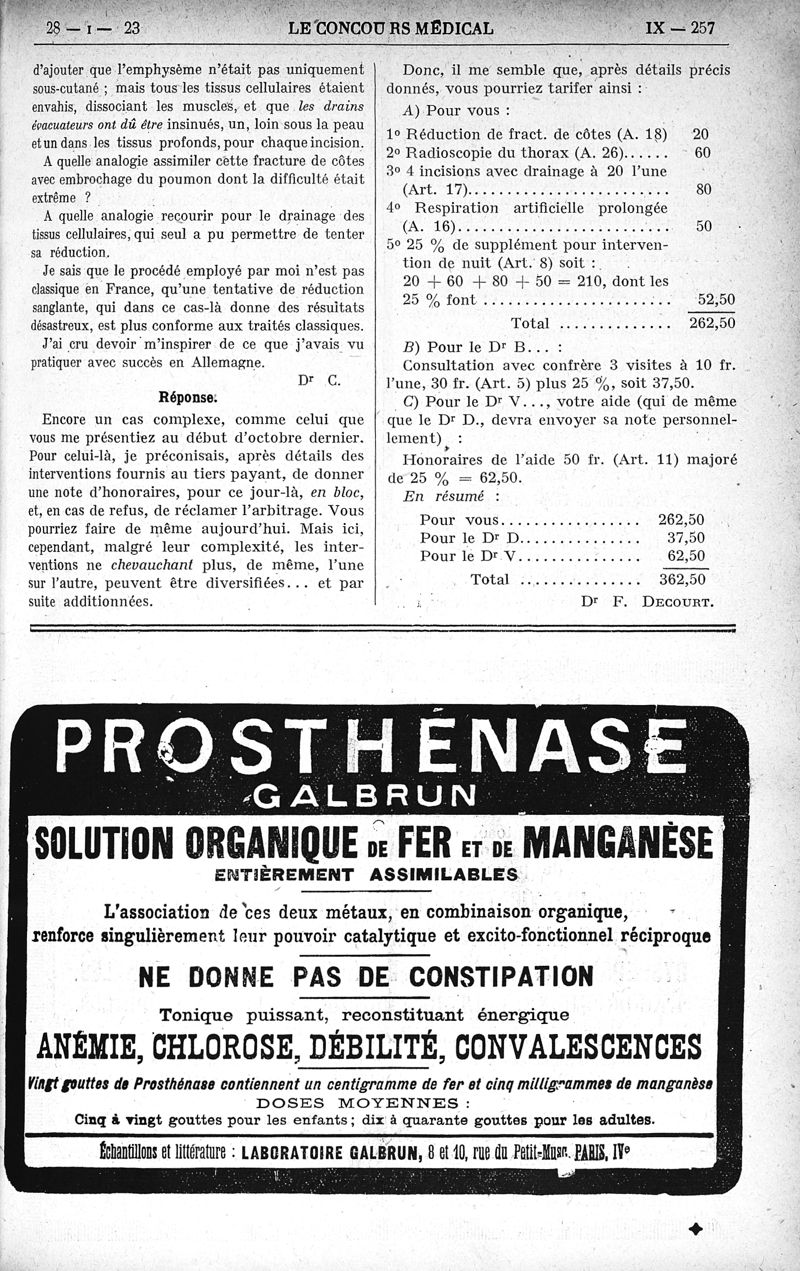 28 — I — 23 LE CONCOURS MÉDICAL IX — 257
d'ajouter que l'emphysème n'était pas uniquement
sous-cutané ; mais tous les tissus cellulaires étaient
envahis, dissociant les muscles, et que les drains
évacuateurs ont dû être insinués, un, loin sous la peau
et un dans les tissus profonds, pour chaque incision.
A quelle analogie assimiler cette fracture de côtes
avec embrochage du poumon dont la difficulté était
extrême ?
A quelle analogie recourir pour le drainage des
tissus cellulaires, qui seul a pu permettre de tenter
sa réduction.
Je sais que le procédé employé par moi n'est pas
classique en France, qu'une tentative de réduction
sanglante, qui dans ce cas-là donne des résultats
désastreux, est plus conforme aux traités classiques.
J'ai cru devoir m'inspirer de ce que j'avais vu
pratiquer avec succès en Allemagne.
Dr C.
Réponse.
Encore un cas complexe, comme celui que
vous me présentiez au début d'octobre dernier.
Pour celui-là, je préconisais, après détails des
interventions fournis au tiers payant, de donner
une note d'honoraires, pour ce jour-là, en bloc,
et, en cas de refus, de réclamer l'arbitrage. Vous
pourriez faire de même aujourd'hui. Mais ici,
cependant, malgré leur complexité, les inter-
ventions ne chevauchant plus, de même, l'une
sur l'autre, peuvent être diversifiées... et par
suite additionnées.
Donc, il me semble que, après détails précis
donnés, vous pourriez tarifer ainsi :
A) Pour vous :
1o Réduction de fract. de côtes (A. 18) 20
2o Radioscopie du thorax (A. 26)...... 60
3o 4 incisions avec drainage à 20 l'une
(Art. 17)......................... 80
4o Respiration artificielle prolongée
(A. 16).......................... 50
5o 25 % de supplément pour interven-
tion de nuit (Art. 8) soit :
20 + 60 + 80 + 50 = 210, dont les
25 % font ....................... 52,50
Total .............. 262,50
B) Pour le Dr B... :
Consultation avec confrère 3 visites à 10 fr.
l'une, 30 fr. (Art. 5) plus 25 %, soit 37,50.
C) Pour le Dr V..., votre aide (qui de même
que le Dr D., devra envoyer sa note personnel-
lement) :
Honoraires de l'aide 50 fr. (Art. 11) majoré
de 25 % = 62,50.
En résumé :
Pour vous................. 262,50
Pour le Dr D............... 37,50
Pour le Dr V............... 62,50
Total ............... 362,50
Dr F. DECOURT.
PROSTHÉNASE
GALBRUN
SOLUTION ORGANIQUE DE FER ET DE MANGANÈSE
ENTIÈREMENT ASSIMILABLES
L'association de ces deux métaux, en combinaison organique,
renforce singulièrement leur pouvoir catalytique et excito-fonctionnel réciproque
NE DONNE PAS DE CONSTIPATION
Tonique puissant, reconstituant énergique
ANÉMIE, CHLOROSE, DÉBILITÉ, CONVALESCENCES
Vingt gouttes de Prosthénase contiennent un centigramme de fer et cinq milligrammes de manganèse
DOSES MOYENNES :
Cinq à vingt gouttes pour les enfants ; dix à quarante gouttes pour les adultes.
Échantillons et littérature : LABORATOIRE GALBRUN, 8 et 10, rue du Petit-Musc. PARIS, IVe